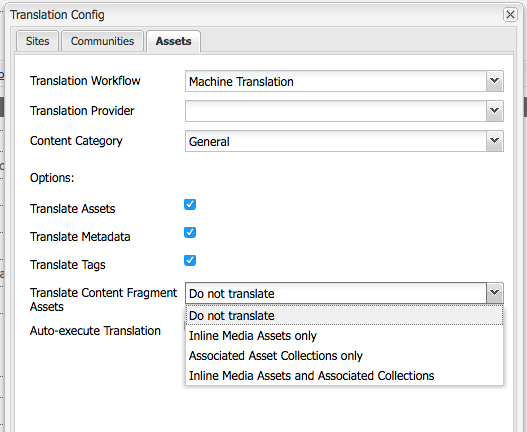 Translation Config
Sites Communities Assets
Translation Workflow Machine Translation
Translation Provider
Content Category General
Options:
Translate Assets
Translate Metadata
Translate Tags
Translate Content Fragment Assets Do not translate
Do not translate
Auto-execute Translation Inline Media Assets only
Associated Asset Collections only
Inline Media Assets and Associated Collections